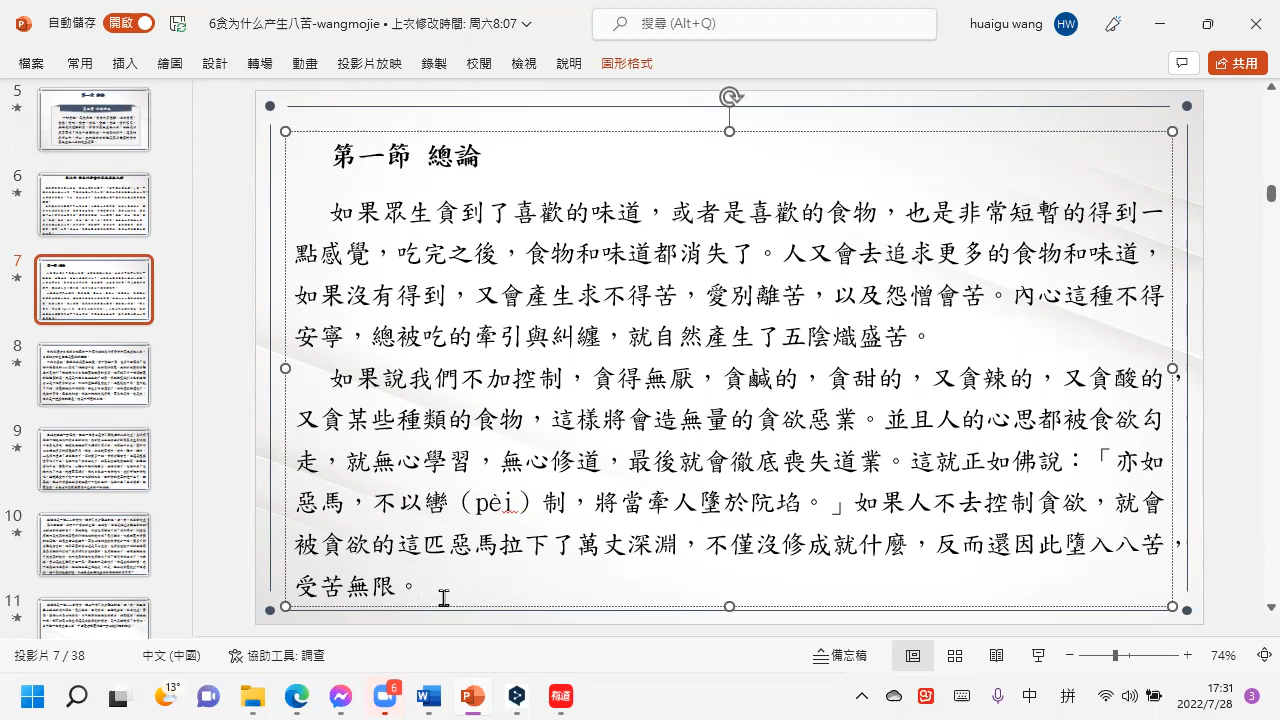 自動儲存 開啟 6贪为什么产生八苦-wangmojie • 上次修改時間: 周六8:07 搜尋 (Alt+Q) huaigu wang HW
檔案 常用 插入 繪圖 設計 轉場 動畫 投影片放映 錄製 校閱 檢視 說明 圖形格式 共用
5
6
7
8
9
10
11
第一節 總論
如果眾生貪到了喜歡的味道，或者是喜歡的食物，也是非常短暫的得到一
點感覺，吃完之後，食物和味道都消失了。人又會去追求更多的食物和味道，
如果沒有得到，又會產生求不得苦，愛別離苦，以及怨憎會苦。內心這種不得
安寧，總被吃的牽引與糾纏，就自然產生了五陰熾盛苦。
如果說我們不加控制，貪得無厭，貪鹹的，貪甜的，又貪辣的，又貪酸的，
又貪某些種類的食物，這樣將會造無量的貪欲惡業。並且人的心思都被食欲勾
走，就無心學習，無心修道，最後就會徹底喪失道業。這就正如佛說：「亦如
惡馬，不以轡（pèi）制，將當牽人墜於阬埳。」如果人不去控制貪欲，就會
被貪欲的這匹惡馬拉下了萬丈深淵，不僅沒修成就什麼，反而還因此墮入八苦，
受苦無限。
投影片 7 / 38 中文 (中國) 協助工具: 調查 備忘稿 74%
13° 6 有道 中 拼 17:31
2022/7/28 3